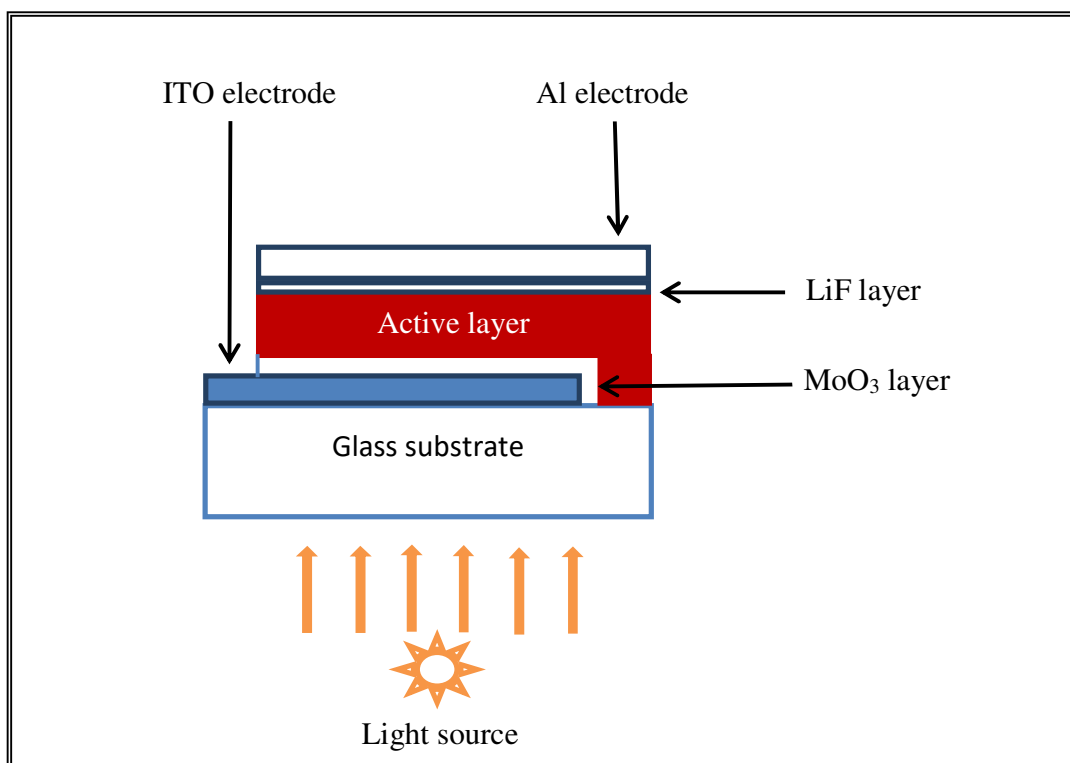 ITO electrode
Al electrode
LiF layer
Active layer
MoO₃ layer
Glass substrate
Light source